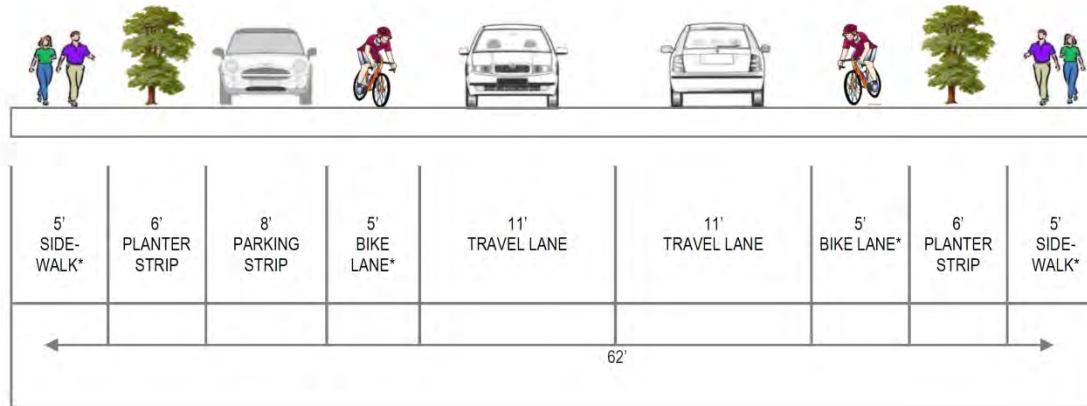 5’
SIDE-
WALK*
6’
PLANTER
STRIP
8’
PARKING
STRIP
5’
BIKE
LANE*
11’
TRAVEL LANE
11’
TRAVEL LANE
5’
BIKE LANE*
6’
PLANTER
STRIP
5’
SIDE-
WALK*
62’